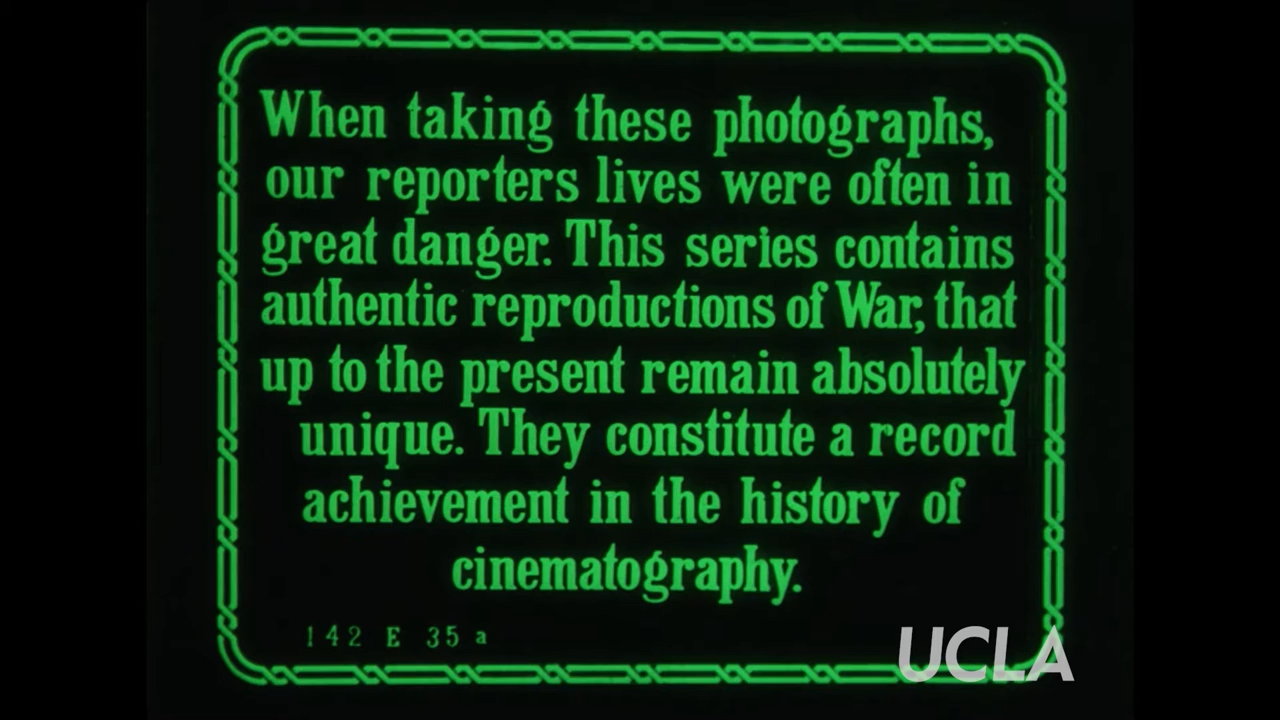 When taking these photographs,
our reporters lives were often in
great danger. This series contains
authentic reproductions of War, that
up to the present remain absolutely
unique. They constitute a record
achievement in the history of
cinematography.
142 E 35 a
UCLA